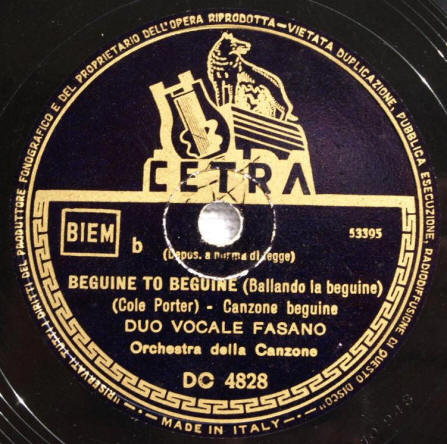 "(RISERVATI TUTTI I DIRITTI DEL PRODUTTORE FONOGRAFICO E DEL PROPRIETARIO DELL'OPERA RIPRODOTTA - VIETATA DUPLICAZIONE, PUBBLICA ESECUZIONE, RADIODIFFUSIONE DI QUESTO DISCO"
CETRA
BIEM b
53395
(Depos. a norma di legge)
BEGUINE TO BEGUINE (Ballando la beguine)
(Cole Porter) - Canzone beguine
DUO VOCALE FASANO
Orchestra della Canzone
DC 4828
- MADE IN ITALY -